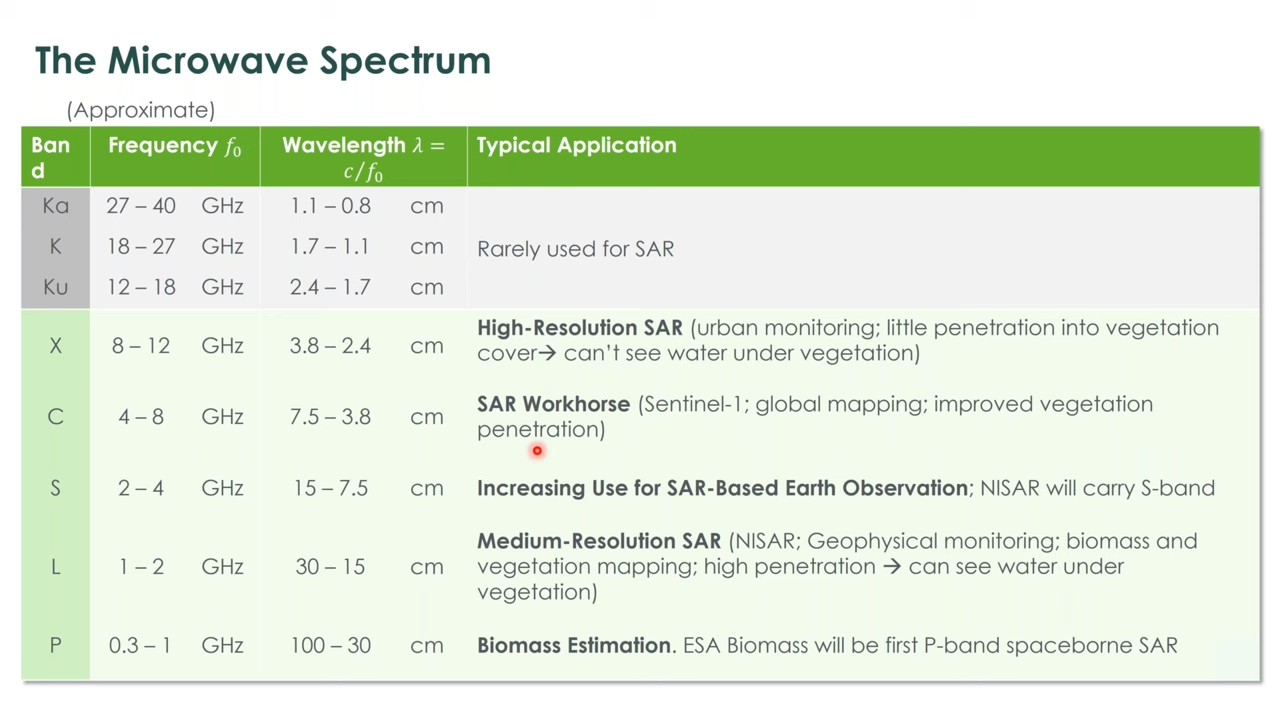 The Microwave Spectrum
(Approximate)
Ban
d
Frequency f₀
Wavelength λ =
c/f₀
Typical Application
Ka 27 – 40 GHz 1.1 – 0.8 cm
K 18 – 27 GHz 1.7 – 1.1 cm
Rarely used for SAR
Ku 12 – 18 GHz 2.4 – 1.7 cm
X 8 – 12 GHz 3.8 – 2.4 cm
High-Resolution SAR (urban monitoring; little penetration into vegetation
cover→ can’t see water under vegetation)
C 4 – 8 GHz 7.5 – 3.8 cm
SAR Workhorse (Sentinel-1; global mapping; improved vegetation
penetration)
S 2 – 4 GHz 15 – 7.5 cm
Increasing Use for SAR-Based Earth Observation; NISAR will carry S-band
L 1 – 2 GHz 30 – 15 cm
Medium-Resolution SAR (NISAR; Geophysical monitoring; biomass and
vegetation mapping; high penetration → can see water under
vegetation)
P 0.3 – 1 GHz 100 – 30 cm
Biomass Estimation. ESA Biomass will be first P-band spaceborne SAR